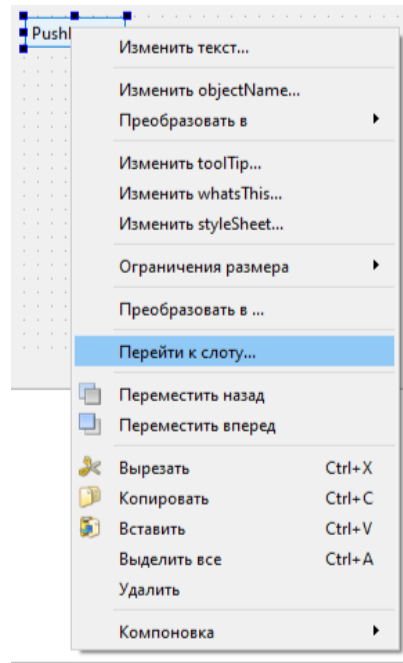 Push
Изменить текст...
Изменить objectName...
Преобразовать в
Изменить toolTip...
Изменить whatsThis...
Изменить styleSheet...
Ограничения размера
Преобразовать в ...
Перейти к слоту...
Переместить назад
Переместить вперед
Вырезать Ctrl+X
Копировать Ctrl+C
Вставить Ctrl+V
Выделить все Ctrl+A
Удалить
Компоновка